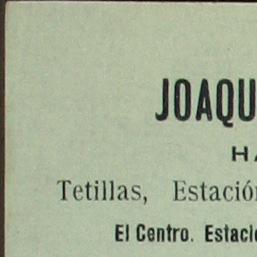 JOAQU
HA
Tetillas, Estación
El Centro. Estacio